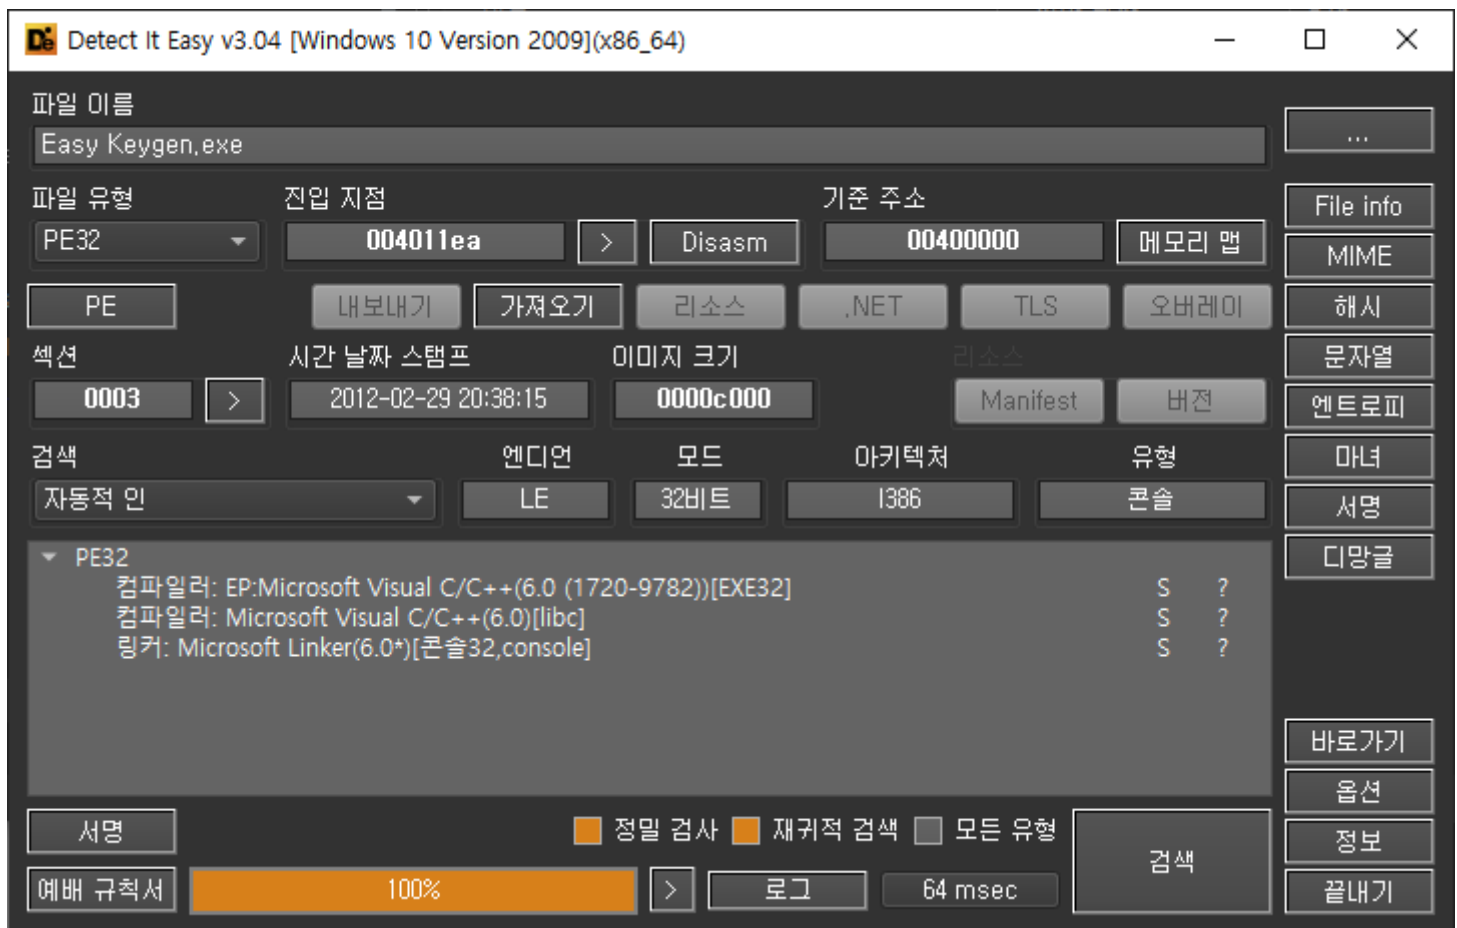 Detect It Easy v3.04 [Windows 10 Version 2009](x86_64)
파일 이름
Easy Keygen.exe
...
파일 유형 진입 지점 기준 주소
File info
PE32 004011ea > Disasm 00400000 메모리 맵
MIME
PE 내보내기 가져오기 리소스 .NET TLS 오버레이
해시
섹션 시간 날짜 스탬프 이미지 크기 리소스
문자열
0003 > 2012-02-29 20:38:15 0000c000 Manifest 버전
엔트로피
검색 엔디언 모드 아키텍처 유형
마녀
자동적 인 LE 32비트 I386 콘솔
서명
PE32
디망글
컴파일러: EP:Microsoft Visual C/C++(6.0 (1720-9782))[EXE32] S ?
컴파일러: Microsoft Visual C/C++(6.0)[libc] S ?
링커: Microsoft Linker(6.0*)[콘솔32,console] S ?
바로가기
옵션
서명 정밀 검사 재귀적 검색 모든 유형 검색
정보
예배 규칙서 100% > 로그 64 msec
끝내기